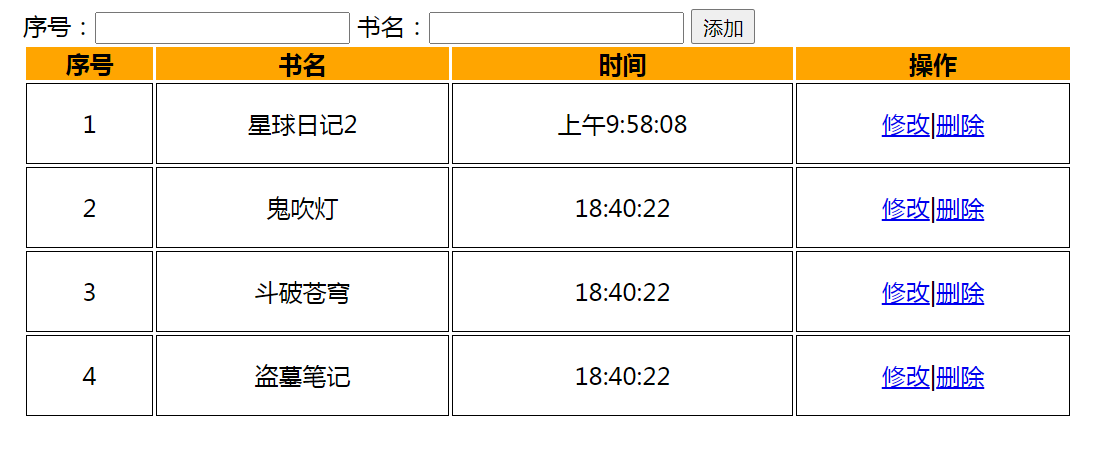 序号：  书名：  添加
序号 书名 时间 操作
1 星球日记2 上午9:58:08 修改|删除
2 鬼吹灯 18:40:22 修改|删除
3 斗破苍穹 18:40:22 修改|删除
4 盗墓笔记 18:40:22 修改|删除